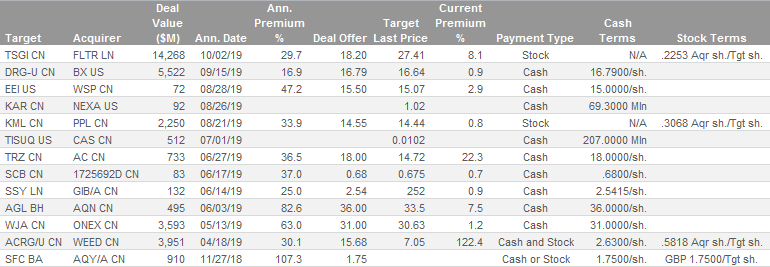 Deal Ann. Current
Value Premium Target Premium Cash
Target Acquirer ($M) Ann. Date % Deal Offer Last Price % Payment Type Terms Stock Terms
TSGI CN FLTR LN 14,268 10/02/19 29.7 18.20 27.41 8.1 Stock N/A .2253 Aqr sh./Tgt sh.
DRG-U CN BX US 5,522 09/15/19 16.9 16.79 16.64 0.9 Cash 16.7900/sh.
EEI US WSP CN 72 08/28/19 47.2 15.50 15.07 2.9 Cash 15.0000/sh.
KAR CN NEXA US 92 08/26/19 1.02 Cash 69.3000 Mln
KML CN PPL CN 2,250 08/21/19 33.9 14.55 14.44 0.8 Stock N/A .3068 Aqr sh./Tgt sh.
TISUQ US CAS CN 512 07/01/19 0.0102 Cash 207.0000 Mln
TRZ CN AC CN 733 06/27/19 36.5 18.00 14.72 22.3 Cash 18.0000/sh.
SCB CN 1725692D CN 83 06/17/19 37.0 0.68 0.675 0.7 Cash .6800/sh.
SSY LN GIB/A CN 132 06/14/19 25.0 2.54 252 0.9 Cash 2.5415/sh.
AGL BH AQN CN 495 06/03/19 82.6 36.00 33.5 7.5 Cash 36.0000/sh.
WJA CN ONEX CN 3,593 05/13/19 63.0 31.00 30.63 1.2 Cash 31.0000/sh.
ACRG/U CN WEED CN 3,951 04/18/19 30.1 15.68 7.05 122.4 Cash and Stock 2.6300/sh. .5818 Aqr sh./Tgt sh.
SFC BA AQY/A CN 910 11/27/18 107.3 1.75 Cash or Stock 1.7500/sh. GBP 1.7500/Tgt sh.